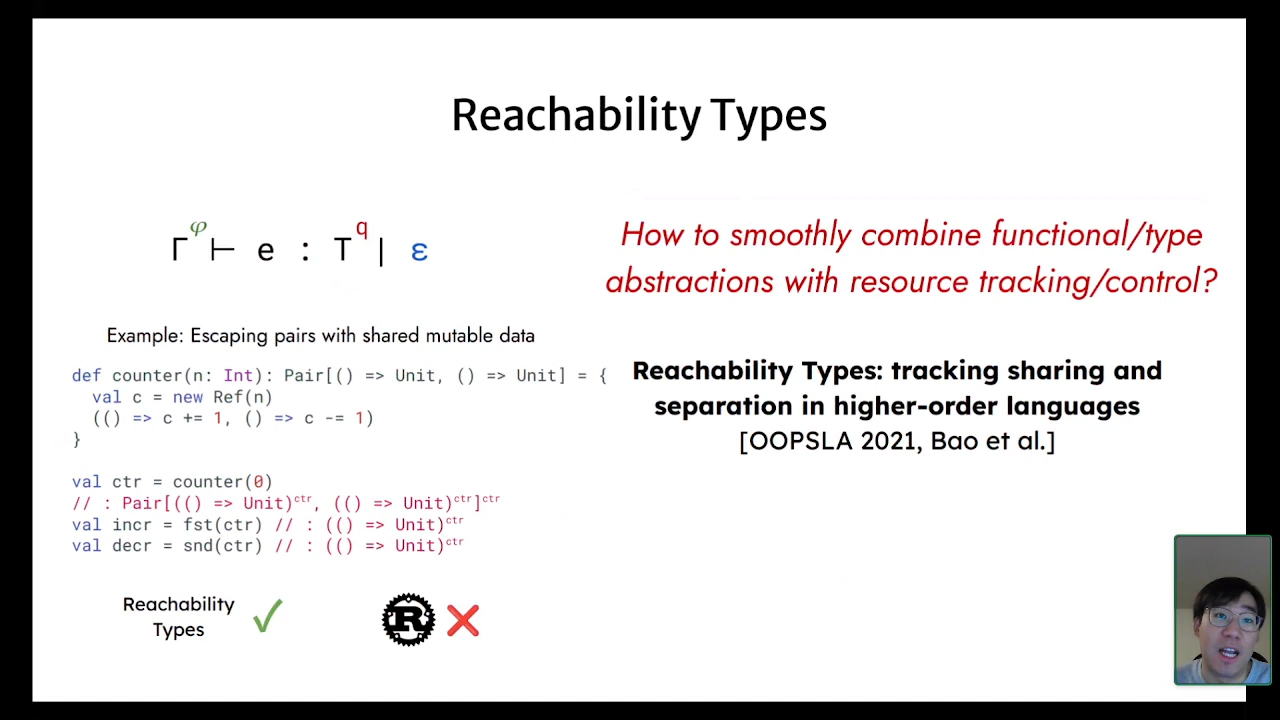 Reachability Types
Γ^φ ⊢ e : T^q | ε
How to smoothly combine functional/type
abstractions with resource tracking/control?
Example: Escaping pairs with shared mutable data
def counter(n: Int): Pair[() => Unit, () => Unit] = {
  val c = new Ref(n)
  (() => c += 1, () => c -= 1)
}
val ctr = counter(0)
// : Pair[(() => Unit)^ctr, (() => Unit)^ctr]^ctr
val incr = fst(ctr) // : (() => Unit)^ctr
val decr = snd(ctr) // : (() => Unit)^ctr
Reachability
Types
R
Reachability Types: tracking sharing and
separation in higher-order languages
[OOPSLA 2021, Bao et al.]